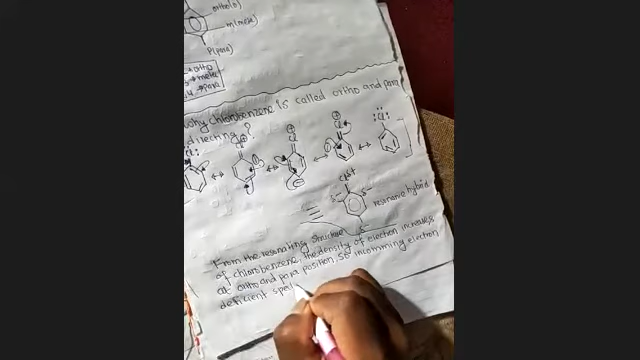 ortho(o)
m(meta)
P(para)
ortho
meta
para
why chlorobenzene is called ortho and para
directing?
resonance hybrid
From the resonating structure
of chlorobenzene, the density of electron increases
at ortho and para position, so incomming electron
deficient spe